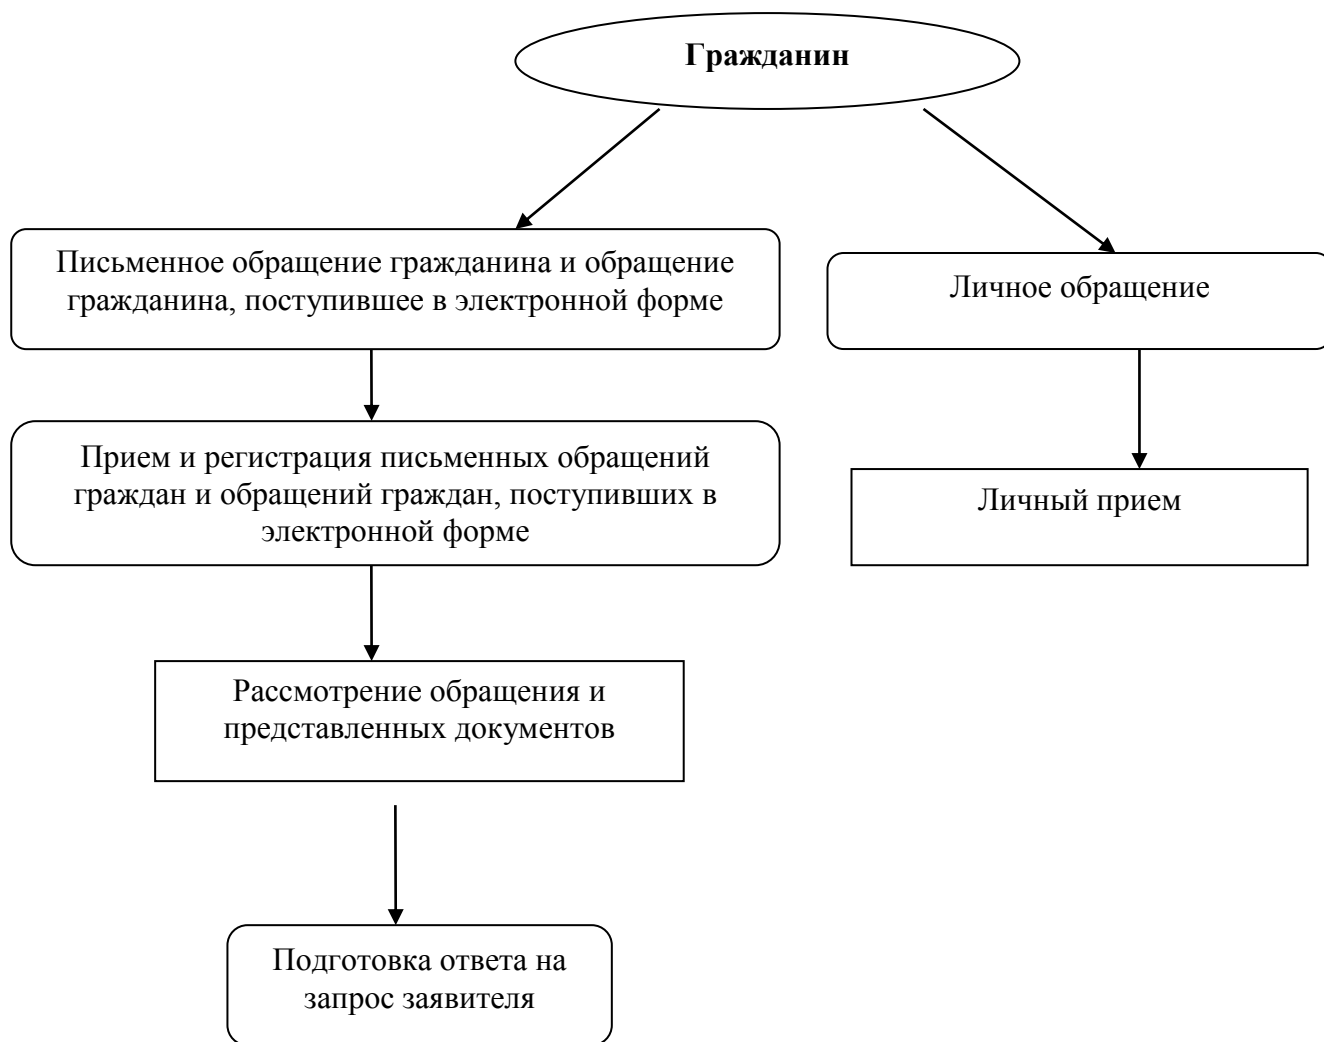 Гражданин
Письменное обращение гражданина и обращение
гражданина, поступившее в электронной форме
Личное обращение
Прием и регистрация письменных обращений
граждан и обращений граждан, поступивших в
электронной форме
Личный прием
Рассмотрение обращения и
представленных документов
Подготовка ответа на
запрос заявителя